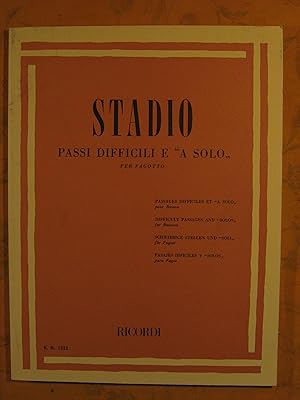 STADIO
PASSI DIFFICILI E "A SOLO„
PER FAGOTTO
PASSAGES DIFFICILES ET "A SOLO„
pour Basson
DIFFICULT PASSAGES AND "SOLOS„
for Bassoon
SCHWIERIGE STELLEN UND "SOLI„
für Fagott
PASAJES DIFICILES Y "SOLOS„
para Fagot
RICORDI
E. R.